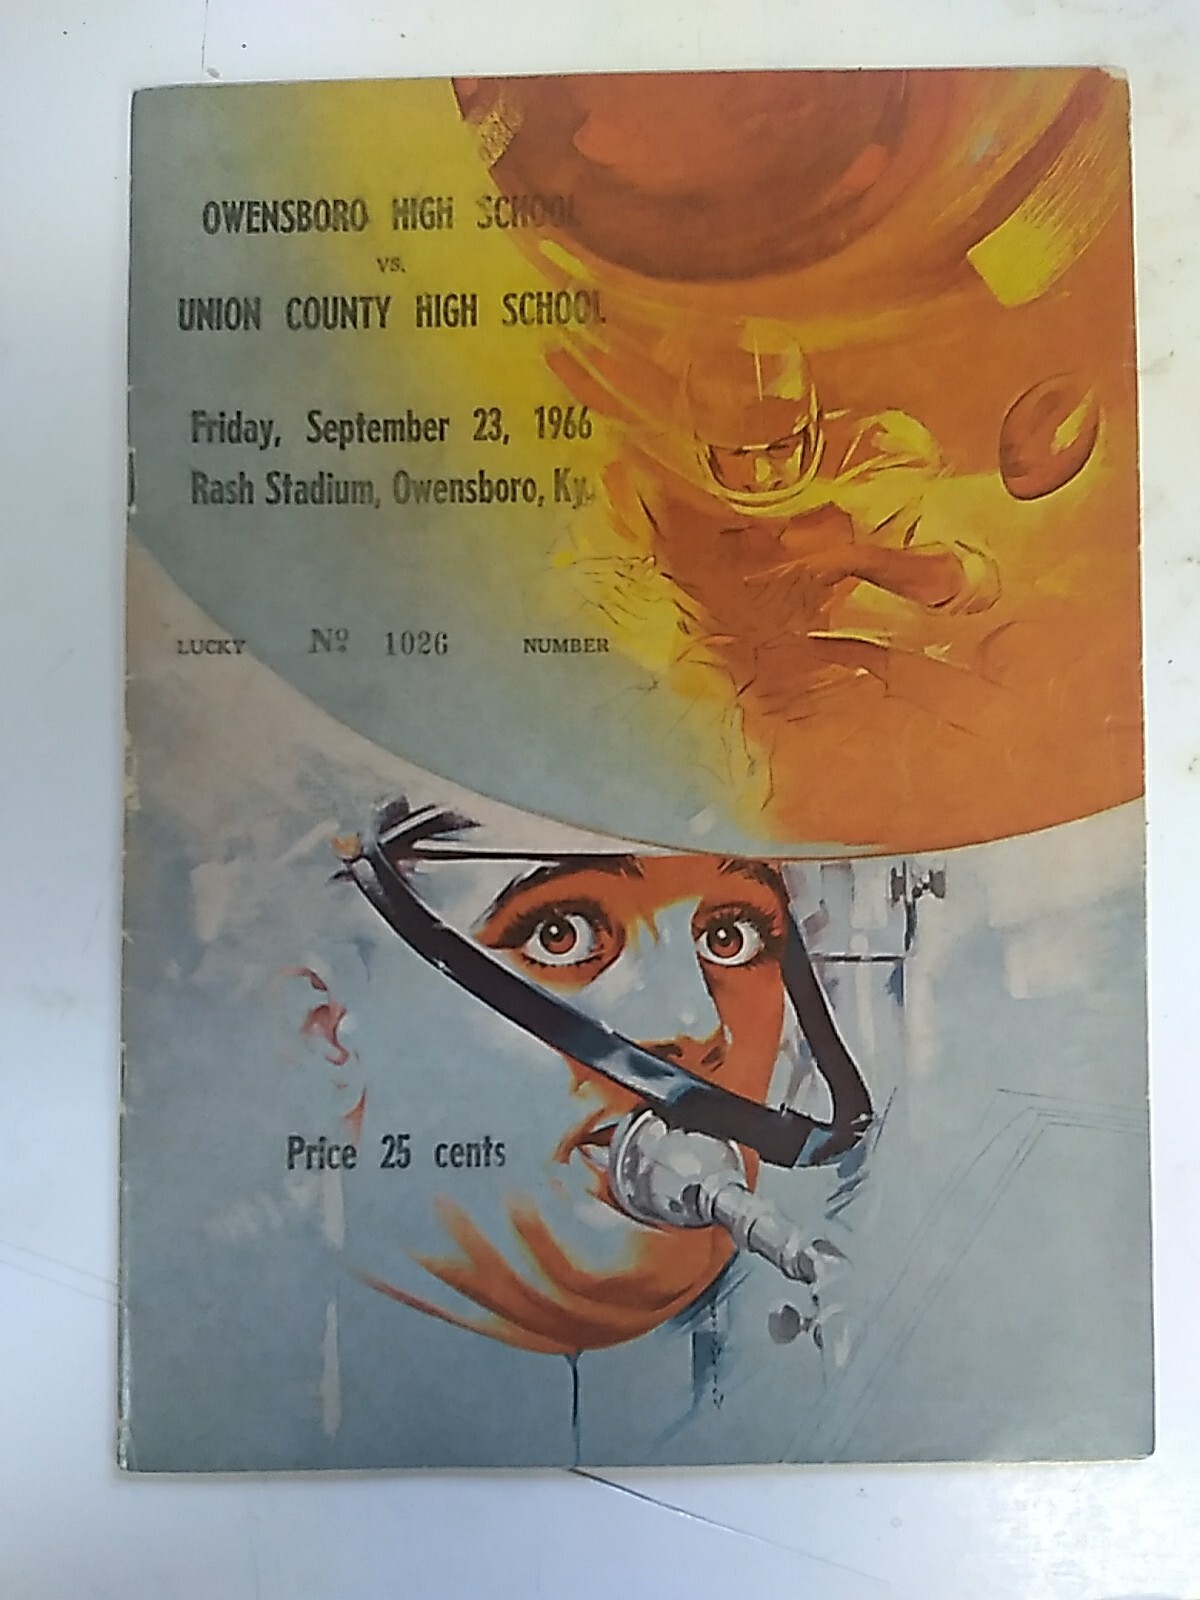 OWENSBORO HIGH SCHOOL
vs.
UNION COUNTY HIGH SCHOOL
Friday, September 23, 1966
Rash Stadium, Owensboro, Ky.
LUCKY Nº 1026 NUMBER
Price 25 cents